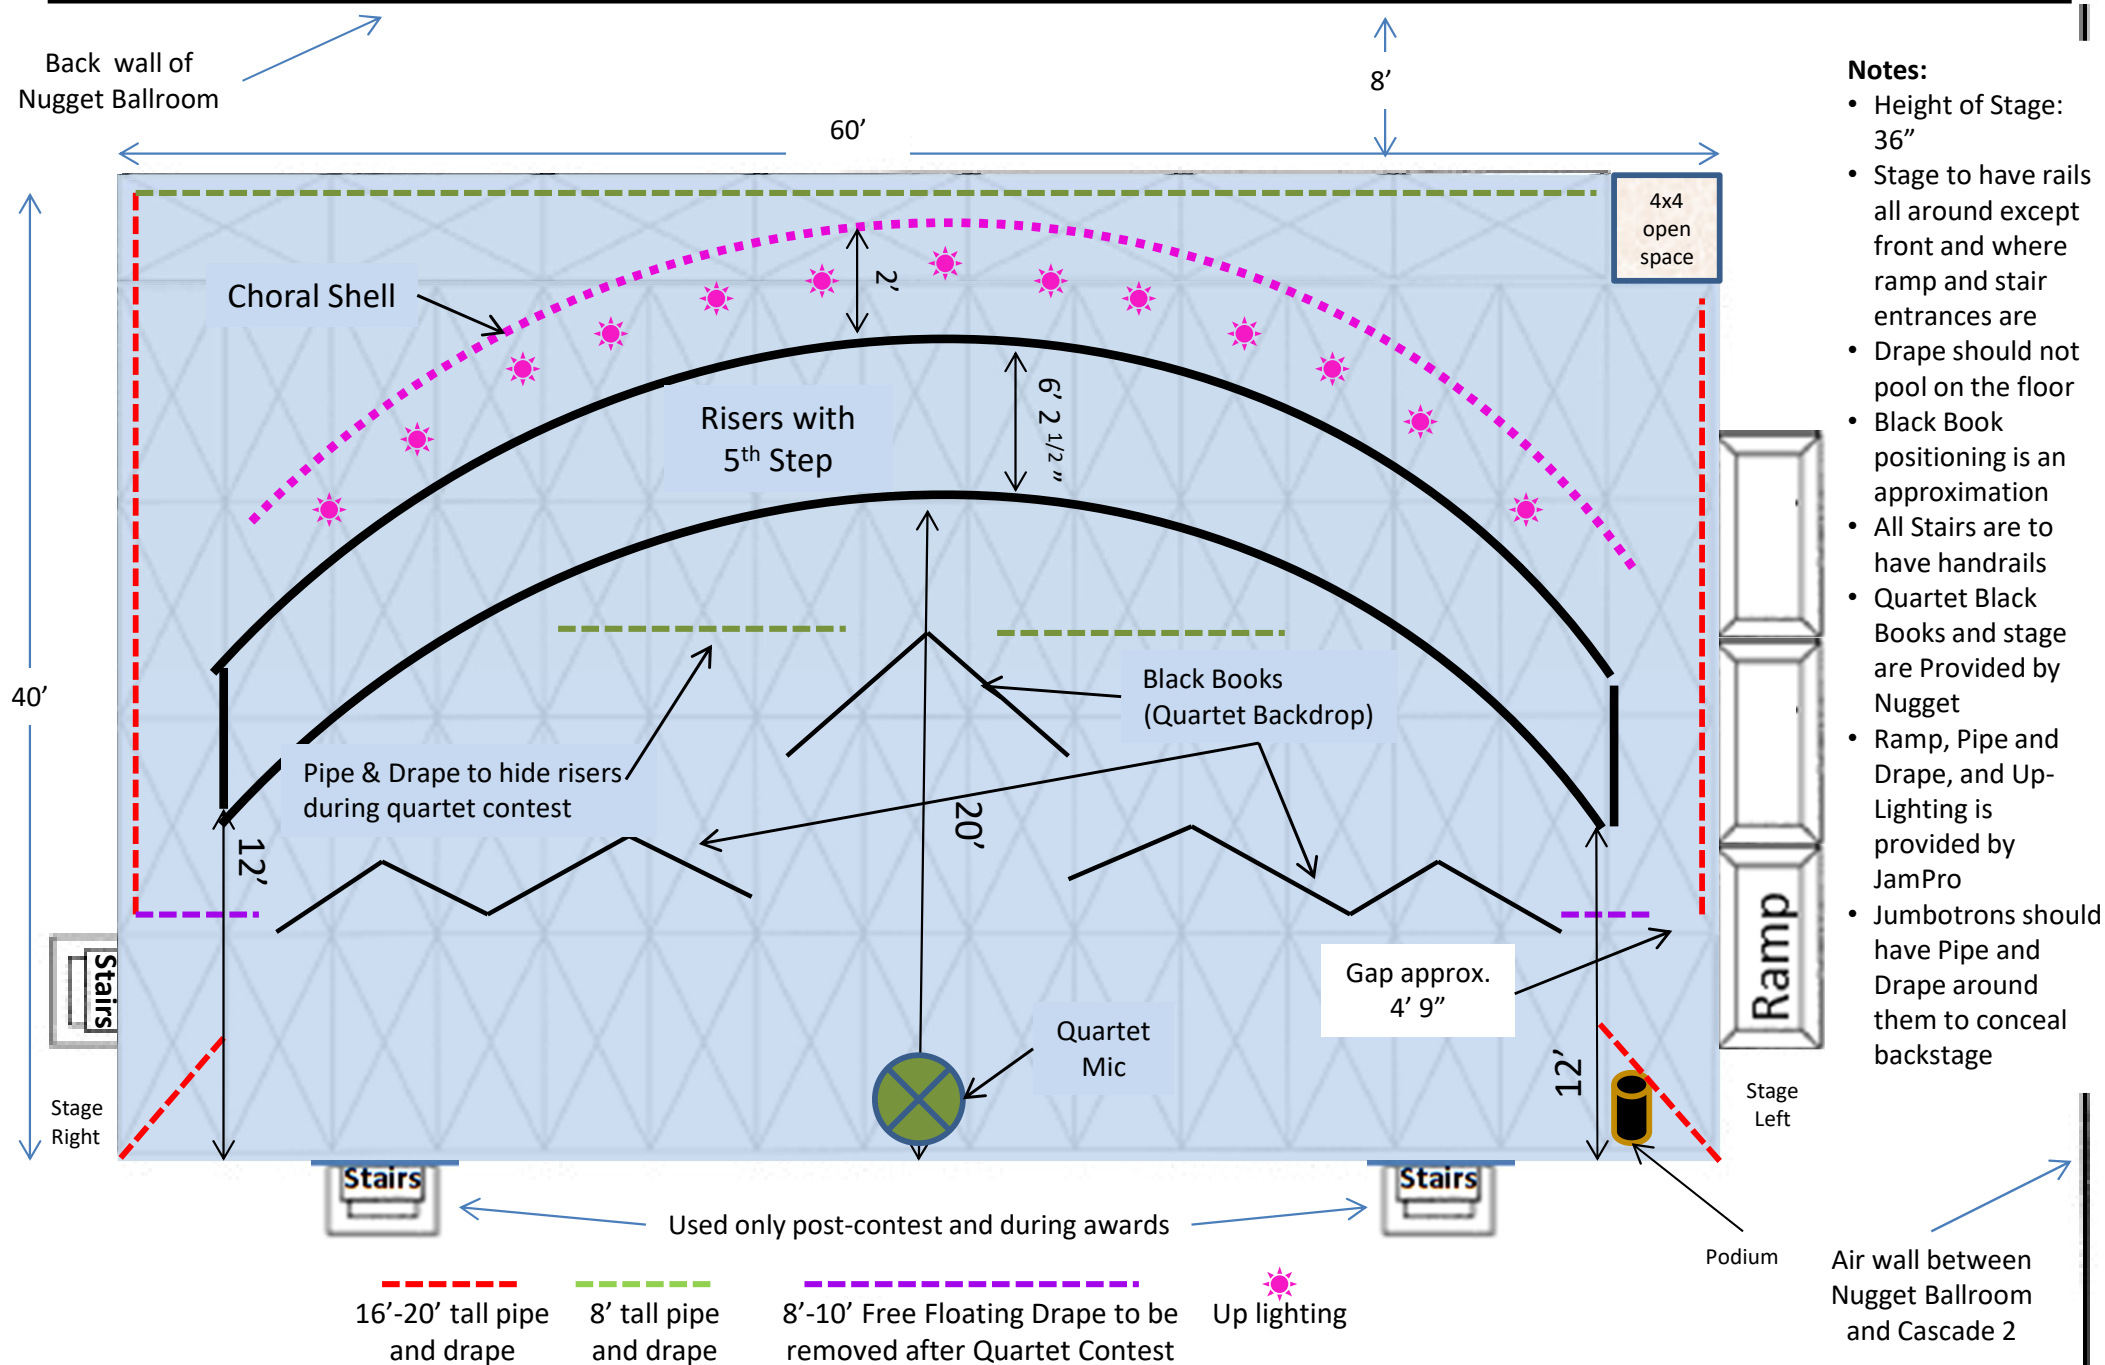 Back wall of
Nugget Ballroom
8’
60’
40’
4x4
open
space
Choral Shell
2’
6’ 2 1/2 ”
Risers with
5th Step
Black Books
(Quartet Backdrop)
Pipe & Drape to hide risers
during quartet contest
12’
20’
Gap approx.
4’ 9”
Quartet
Mic
12’
Stairs
Ramp
Stage
Right
Stage
Left
Stairs
Stairs
Used only post-contest and during awards
Podium
Air wall between
Nugget Ballroom
and Cascade 2
16’-20’ tall pipe
and drape
8’ tall pipe
and drape
8’-10’ Free Floating Drape to be
removed after Quartet Contest
Up lighting
Notes:
• Height of Stage:
36”
• Stage to have rails
all around except
front and where
ramp and stair
entrances are
• Drape should not
pool on the floor
• Black Book
positioning is an
approximation
• All Stairs are to
have handrails
• Quartet Black
Books and stage
are Provided by
Nugget
• Ramp, Pipe and
Drape, and Up-
Lighting is
provided by
JamPro
• Jumbotrons should
have Pipe and
Drape around
them to conceal
backstage